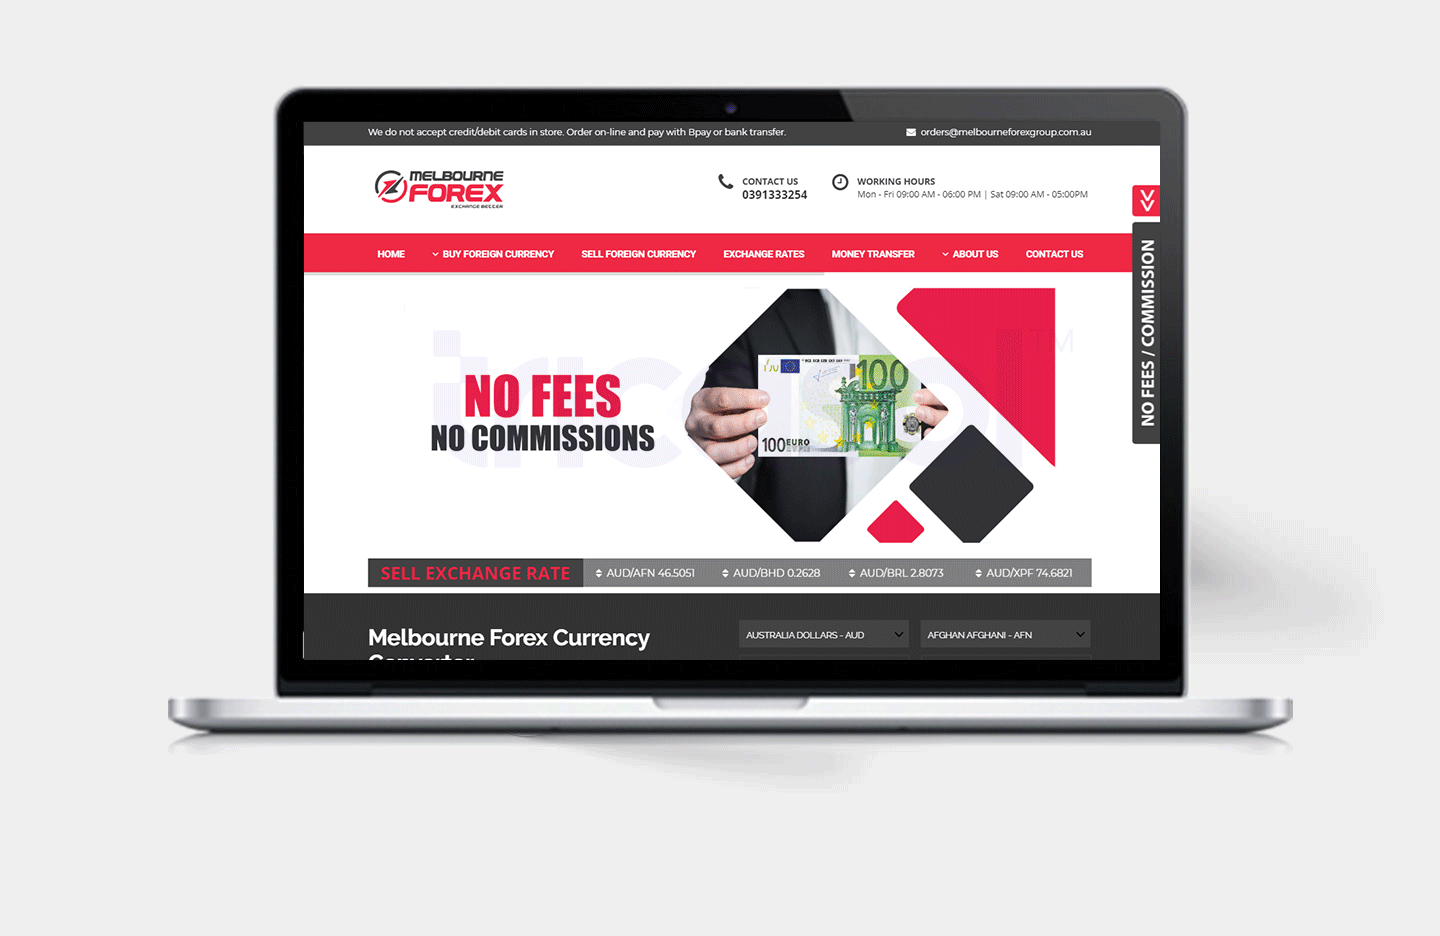 We do not accept credit/debit cards in store. Order on-line and pay with Bpay or bank transfer.
orders@melbourneforexgroup.com.au
MELBOURNE
FOREX
EXCHANGE BETTER
CONTACT US
0391333254
WORKING HOURS
Mon - Fri 09:00 AM - 06:00 PM | Sat 09:00 AM - 05:00PM
HOME
BUY FOREIGN CURRENCY
SELL FOREIGN CURRENCY
EXCHANGE RATES
MONEY TRANSFER
ABOUT US
CONTACT US
NO FEES / COMMISSION
NO FEES
NO COMMISSIONS
100
100 EURO
TM
SELL EXCHANGE RATE
AUD/AFN 46.5051
AUD/BHD 0.2628
AUD/BRL 2.8073
AUD/XPF 74.6821
Melbourne Forex Currency
Converter
AUSTRALIA DOLLARS - AUD
AFGHAN AFGHANI - AFN